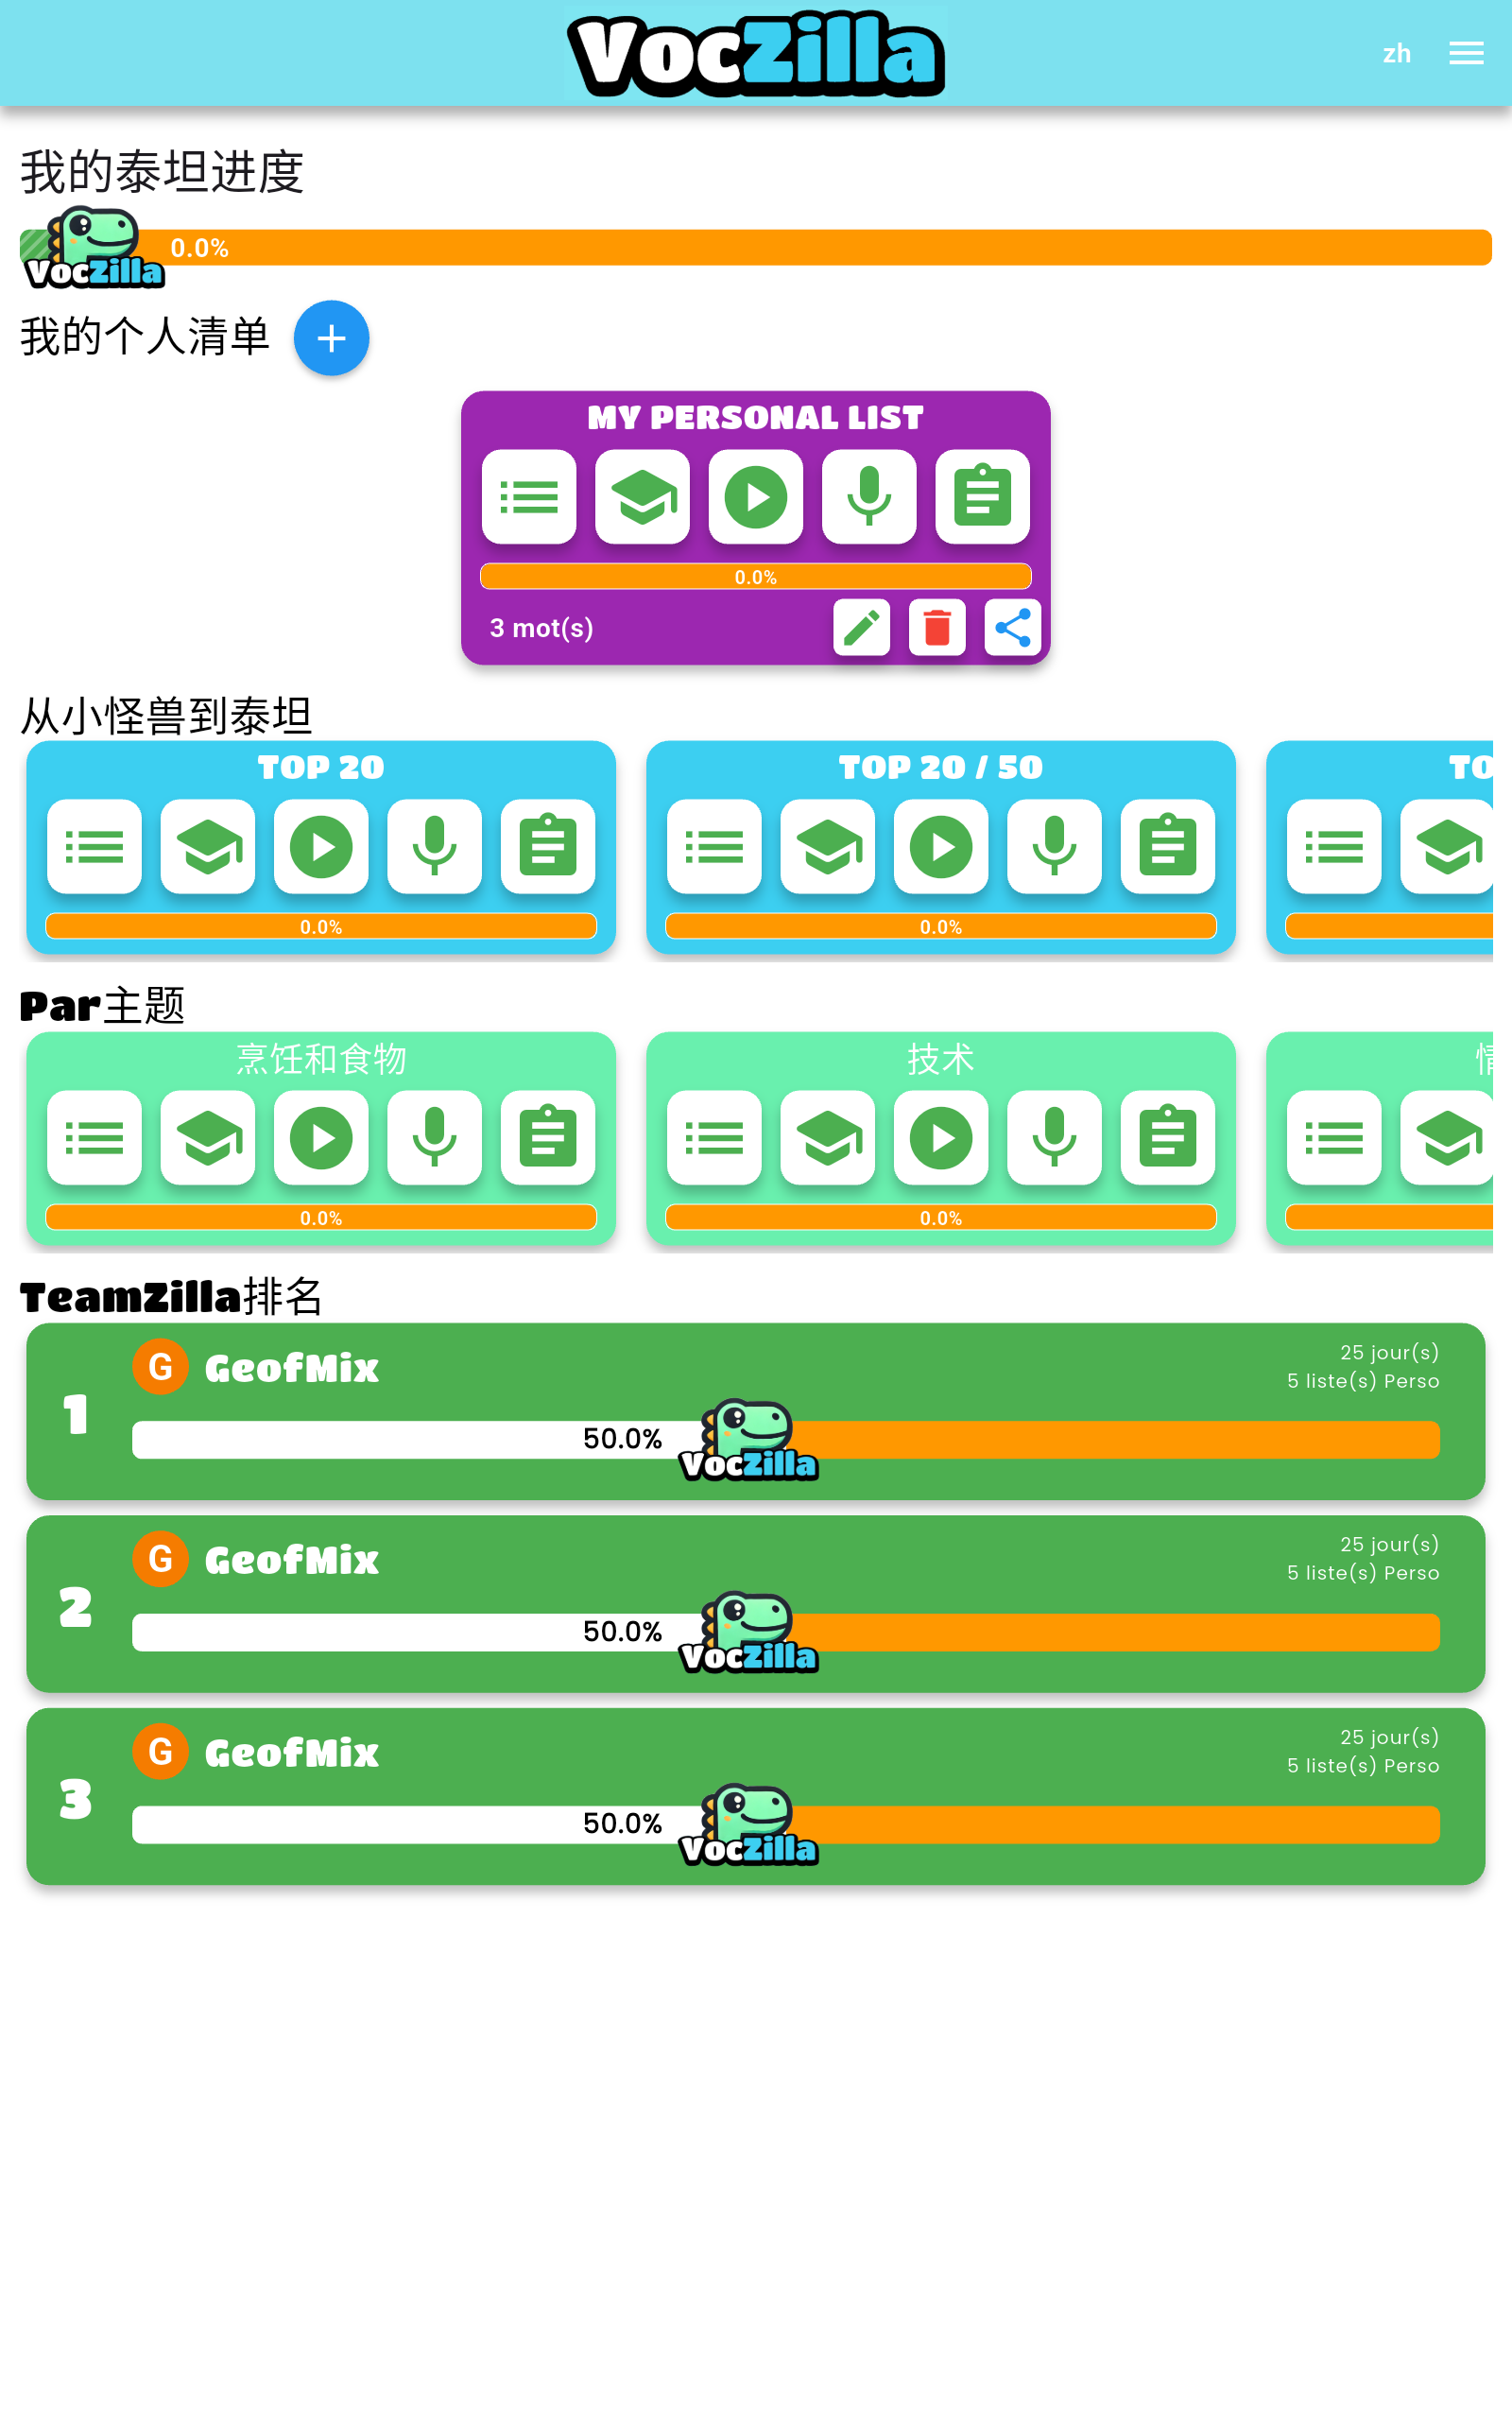 VocZilla
zh
我的泰坦进度
0.0%
VocZilla
我的个人清单
MY PERSONAL LIST
0.0%
3 mot(s)
从小怪兽到泰坦
TOP 20
TOP 20 / 50
TO
0.0%
0.0%
Par主题
烹饪和食物
技术
0.0%
0.0%
TeamZilla排名
1
G
GeofMix
25 jour(s)
5 liste(s) Perso
50.0%
VocZilla
2
G
GeofMix
25 jour(s)
5 liste(s) Perso
50.0%
VocZilla
3
G
GeofMix
25 jour(s)
5 liste(s) Perso
50.0%
VocZilla